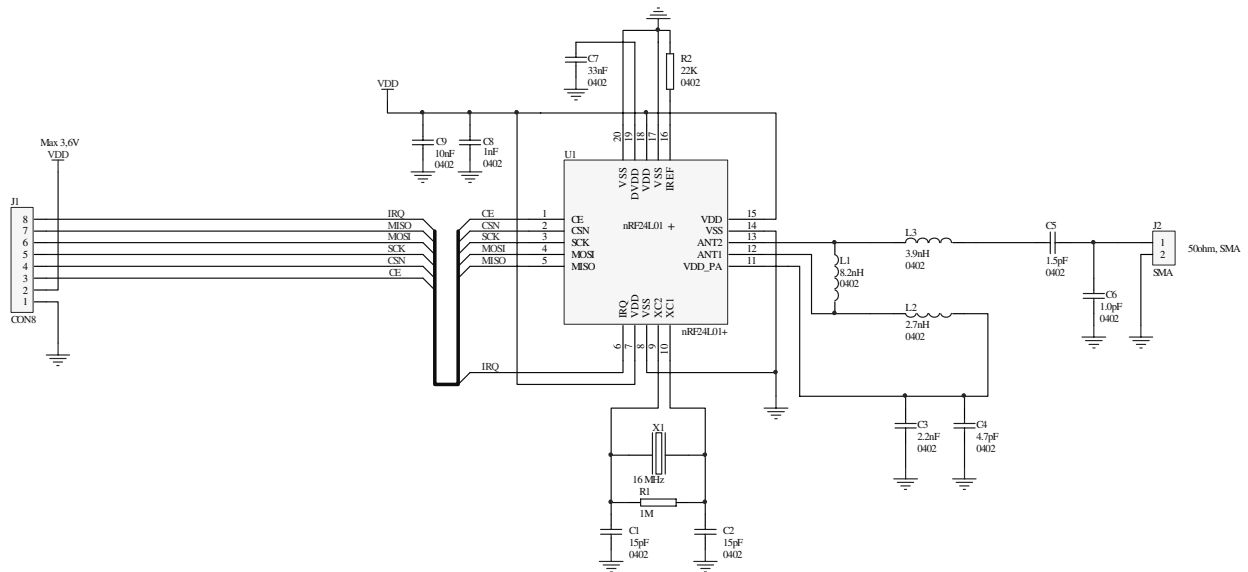 C7
33nF
0402
R2
22K
0402
VDD
C9
10nF
0402
C8
1nF
0402
20
19
18
17
16
U1
VSS
DVDD
VDD
VSS
IREF
Max 3,6V
VDD
J1
8
7
6
5
4
3
2
1
CON8
IRQ
MISO
MOSI
SCK
CSN
CE
CE
CSN
SCK
MOSI
MISO
1
2
3
4
5
CE
CSN
SCK
MOSI
MISO
nRF24L01 +
VDD
VSS
ANT2
ANT1
VDD_PA
15
14
13
12
11
IRQ
VDD
VSS
XC2
XC1
nRF24L01+
6
7
8
9
10
IRQ
L3
3.9nH
0402
L1
8.2nH
0402
L2
2.7nH
0402
C5
1.5pF
0402
J2
1
2
SMA
50ohm, SMA
C6
1.0pF
0402
C3
2.2nF
0402
C4
4.7pF
0402
X1
16 MHz
R1
1M
C1
15pF
0402
C2
15pF
0402